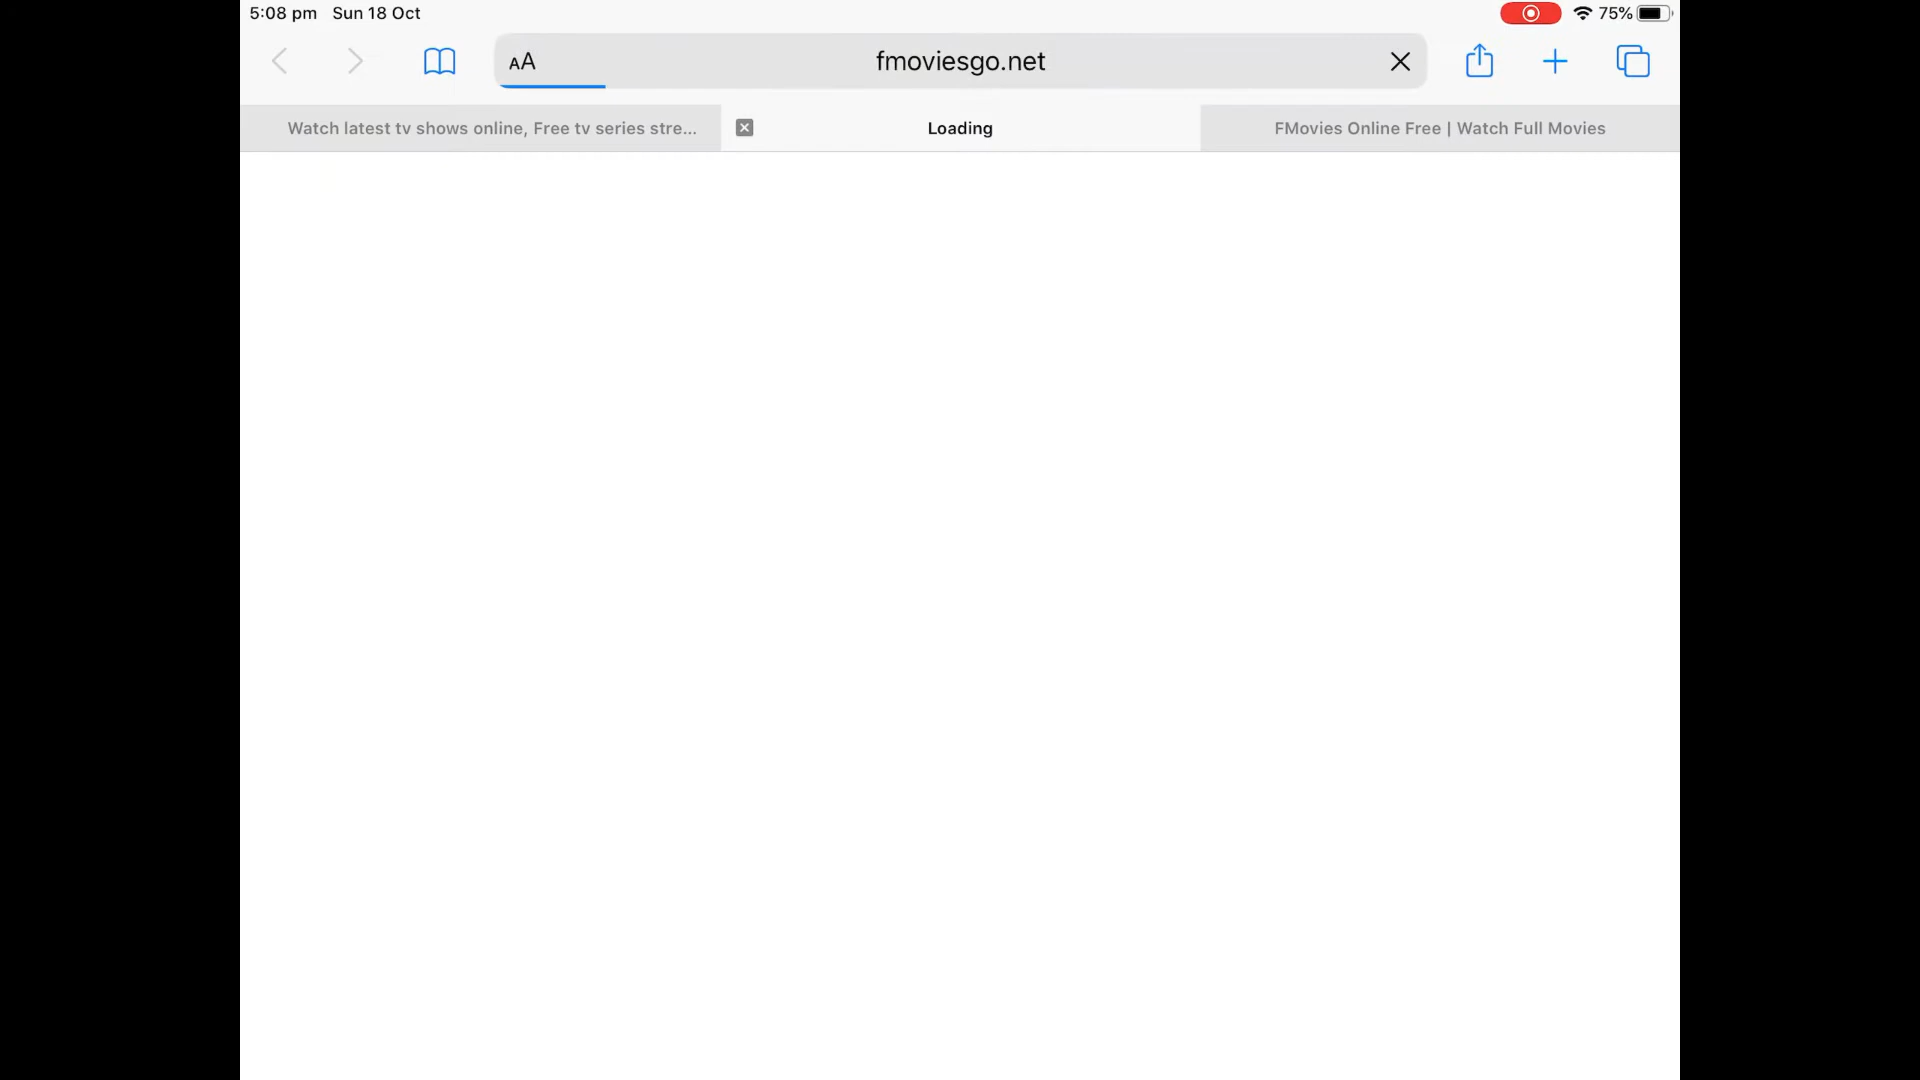 5:08 pm Sun 18 Oct 75%
AA fmoviesgo.net
Watch latest tv shows online, Free tv series stre... Loading FMovies Online Free | Watch Full Movies